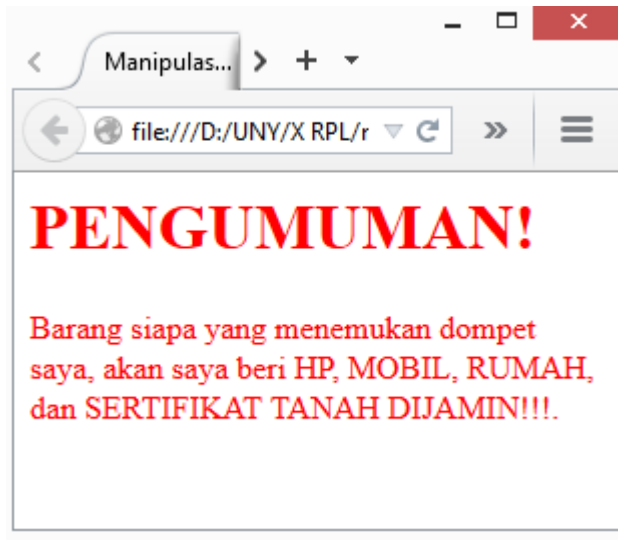 Manipulas...
file:///D:/UNY/X RPL/r
PENGUMUMAN!
Barang siapa yang menemukan dompet
saya, akan saya beri HP, MOBIL, RUMAH,
dan SERTIFIKAT TANAH DIJAMIN!!!.